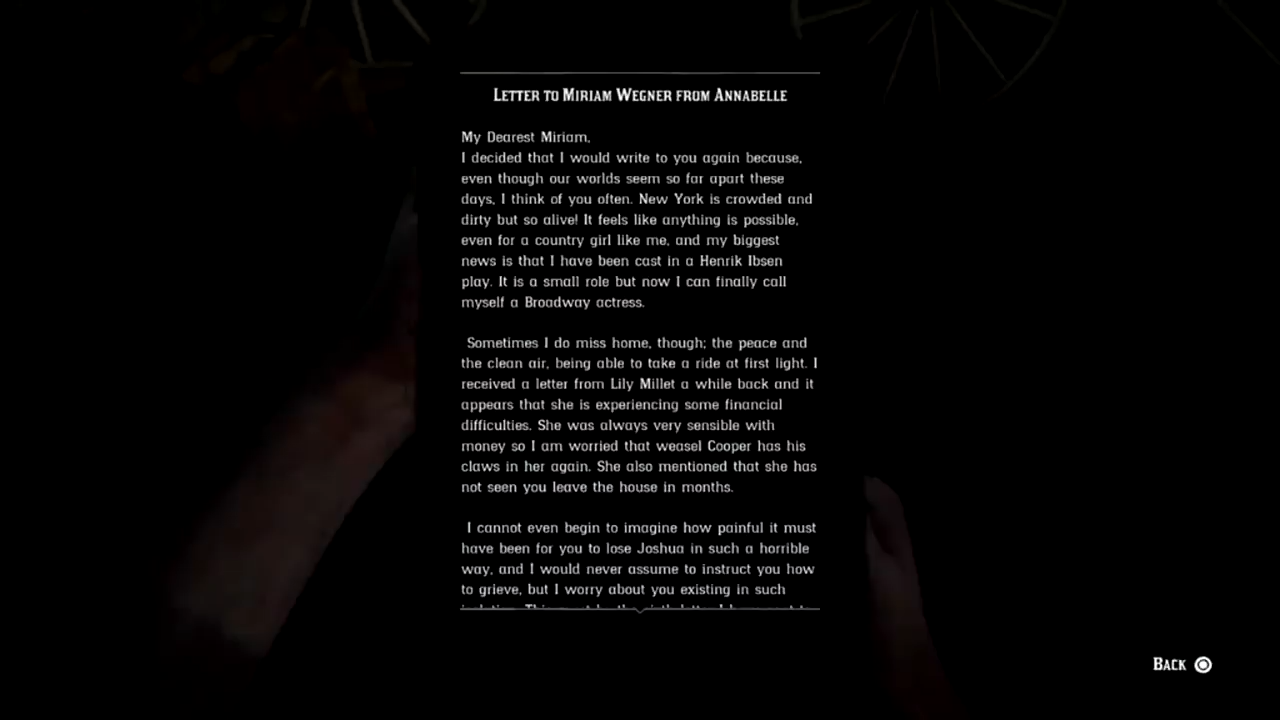 LETTER TO MIRIAM WEGNER FROM ANNABELLE
My Dearest Miriam,
I decided that I would write to you again because,
even though our worlds seem so far apart these
days, I think of you often. New York is crowded and
dirty but so alive! It feels like anything is possible,
even for a country girl like me, and my biggest
news is that I have been cast in a Henrik Ibsen
play. It is a small role but now I can finally call
myself a Broadway actress.
Sometimes I do miss home, though; the peace and
the clean air, being able to take a ride at first light. I
received a letter from Lily Millet a while back and it
appears that she is experiencing some financial
difficulties. She was always very sensible with
money so I am worried that weasel Cooper has his
claws in her again. She also mentioned that she has
not seen you leave the house in months.
I cannot even begin to imagine how painful it must
have been for you to lose Joshua in such a horrible
way, and I would never assume to instruct you how
to grieve, but I worry about you existing in such
BACK